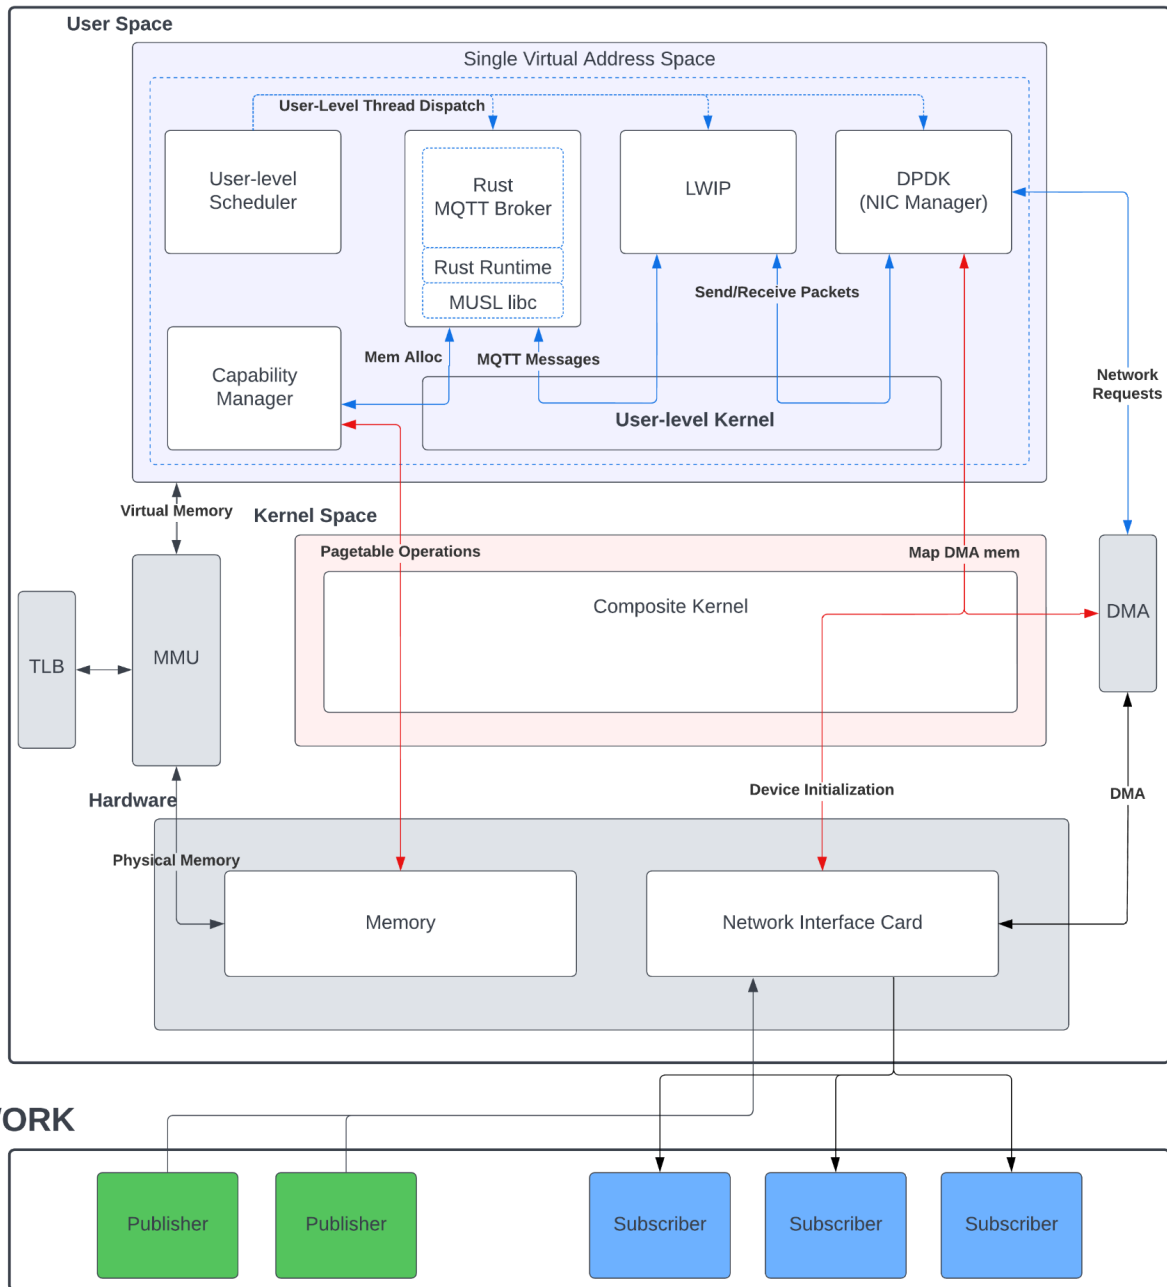 User Space
Single Virtual Address Space
User-Level Thread Dispatch
User-level
Scheduler
Rust
MQTT Broker
Rust Runtime
MUSL libc
LWIP
DPDK
(NIC Manager)
Send/Receive Packets
Mem Alloc
MQTT Messages
Capability
Manager
User-level Kernel
Network
Requests
Virtual Memory
Kernel Space
Pagetable Operations
Map DMA mem
Composite Kernel
DMA
TLB
MMU
Hardware
Device Initialization
DMA
Physical Memory
Memory
Network Interface Card
ORK
Publisher
Publisher
Subscriber
Subscriber
Subscriber